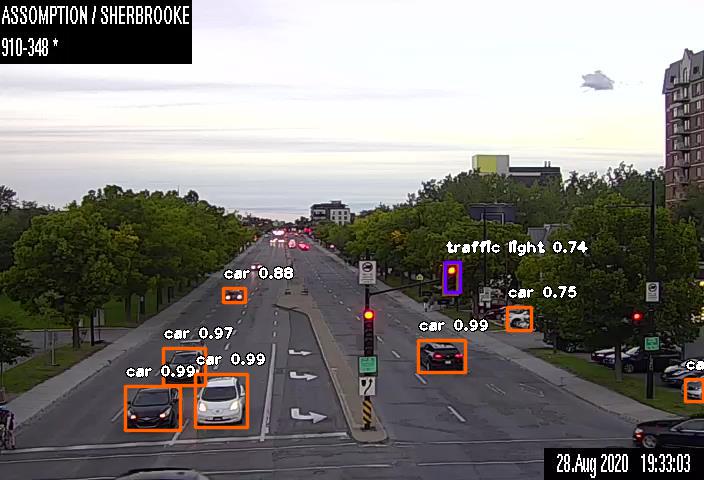 ASSOMPTION / SHERBROOKE
910-348 *
traffic light 0.74
car 0.88
car 0.75
car 0.97
car 0.99
car 0.99
car 0.99
ca
28.Aug 2020 19:33:03